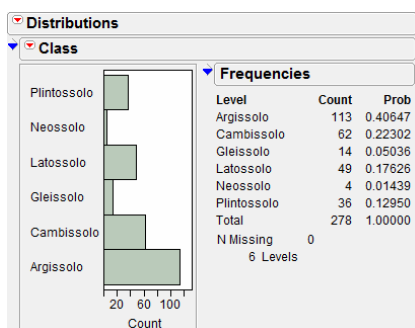 Distributions
Class
Plintossolo
Neossolo
Latossolo
Gleissolo
Cambissolo
Argissolo
20 60 100
Count
Frequencies
Level Count Prob
Argissolo 113 0.40647
Cambissolo 62 0.22302
Gleissolo 14 0.05036
Latossolo 49 0.17626
Neossolo 4 0.01439
Plintossolo 36 0.12950
Total 278 1.00000
N Missing 0
6 Levels